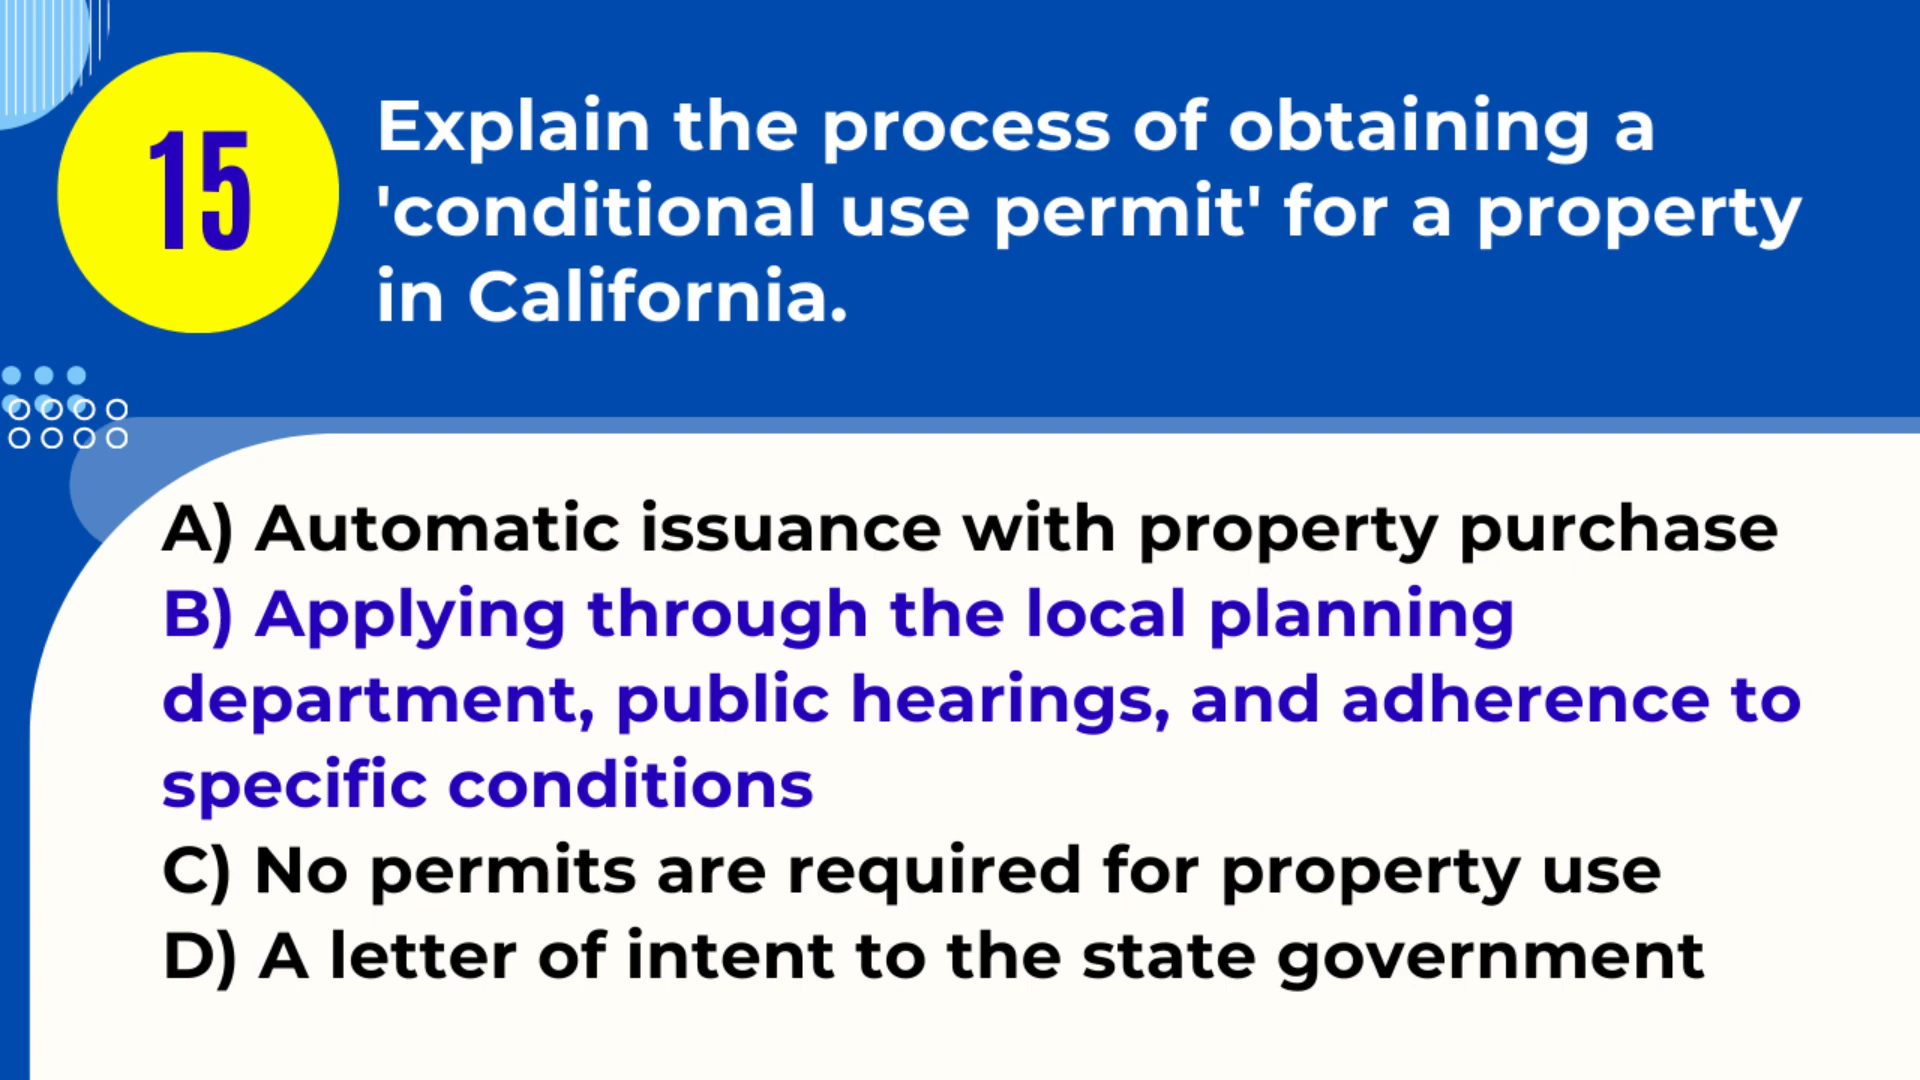 15
Explain the process of obtaining a
'conditional use permit' for a property
in California.
A) Automatic issuance with property purchase
B) Applying through the local planning
department, public hearings, and adherence to
specific conditions
C) No permits are required for property use
D) A letter of intent to the state government